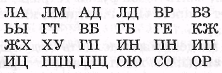 ЛА ЛМ АД ЛД ВР ВЗ
ЬЫ ГТ ВБ ГБ ГЕ КЖ
ЖХ ХУ ГП ИН ПН ИП
ИЦ ШЩ ЦЩ ОЮ СО ОР